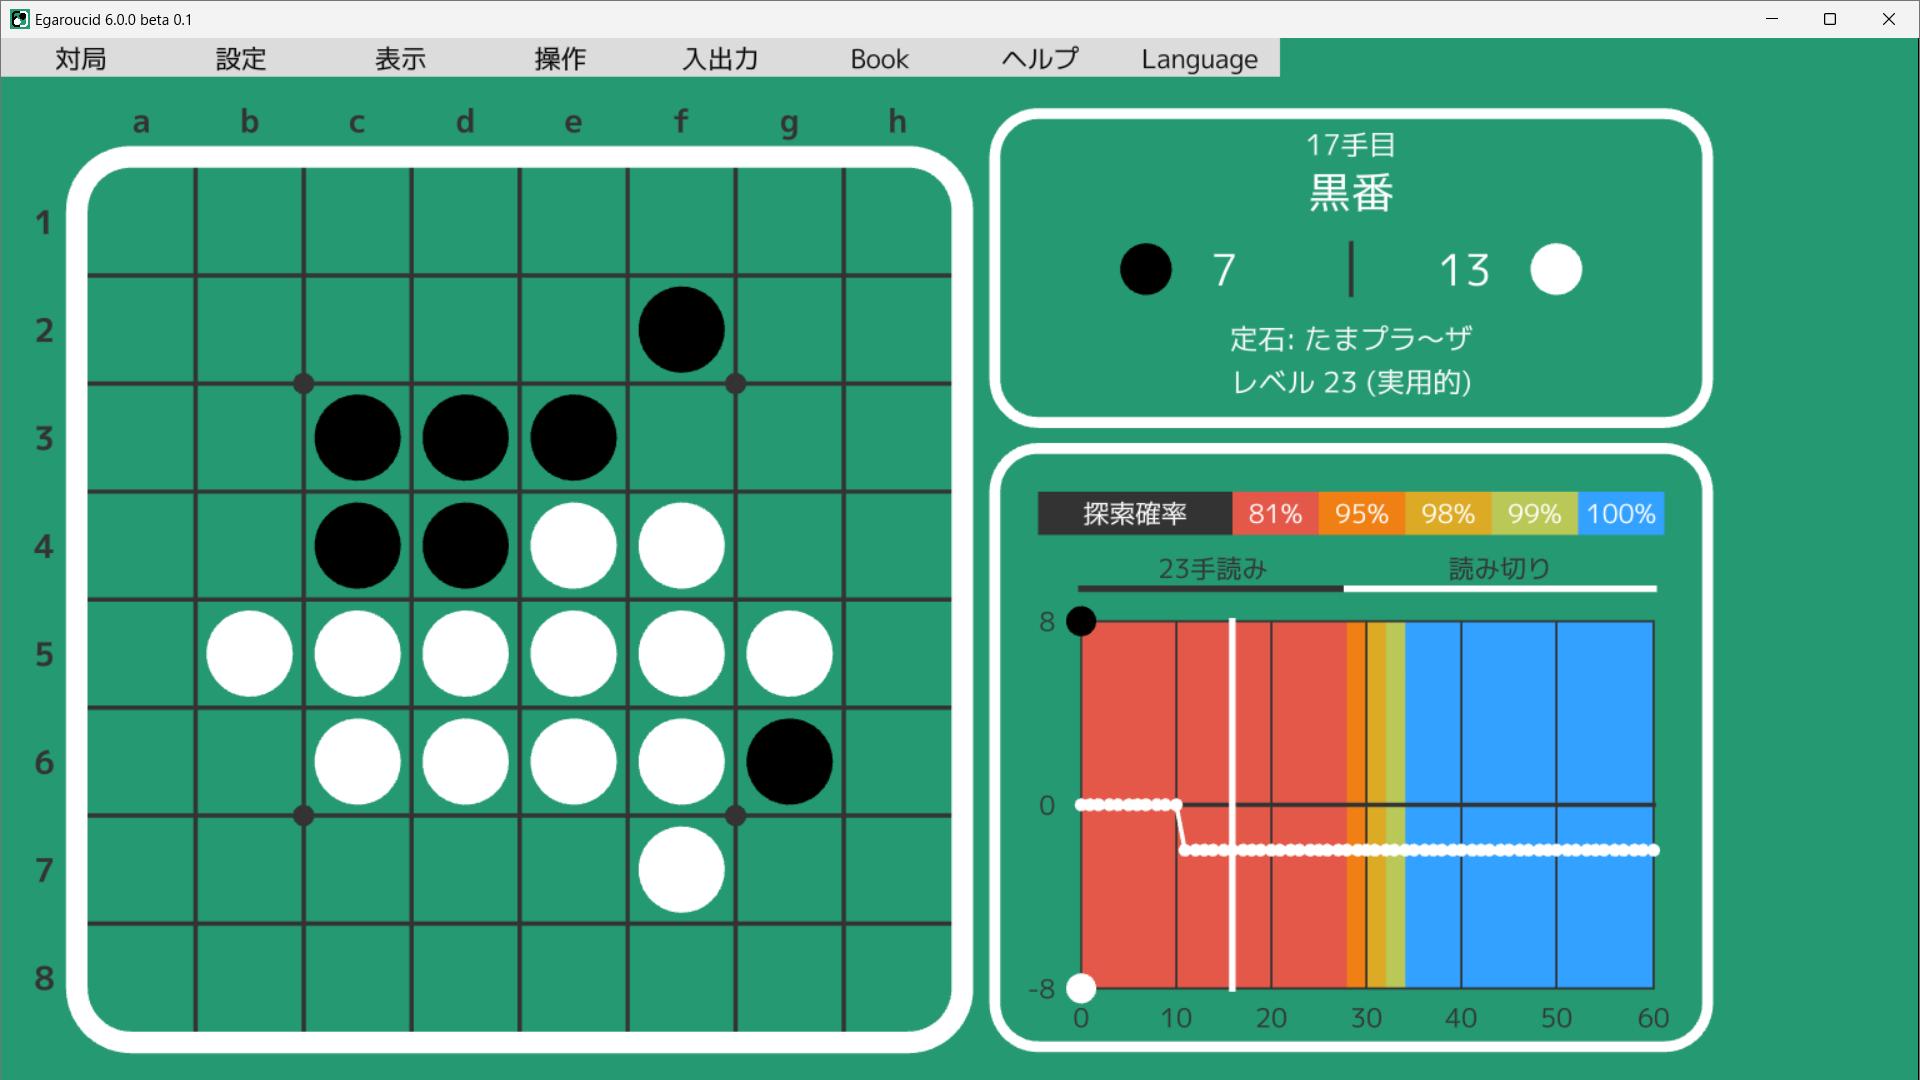 Egaroucid 6.0.0 beta 0.1
対局 設定 表示 操作 入出力 Book ヘルプ Language
a b c d e f g h
1
2
3
4
5
6
7
8
17手目
黒番
7 13
定石: たまプラ〜ザ
レベル 23 (実用的)
探索確率 81% 95% 98% 99% 100%
23手読み 読み切り
8
0
-8
0 10 20 30 40 50 60